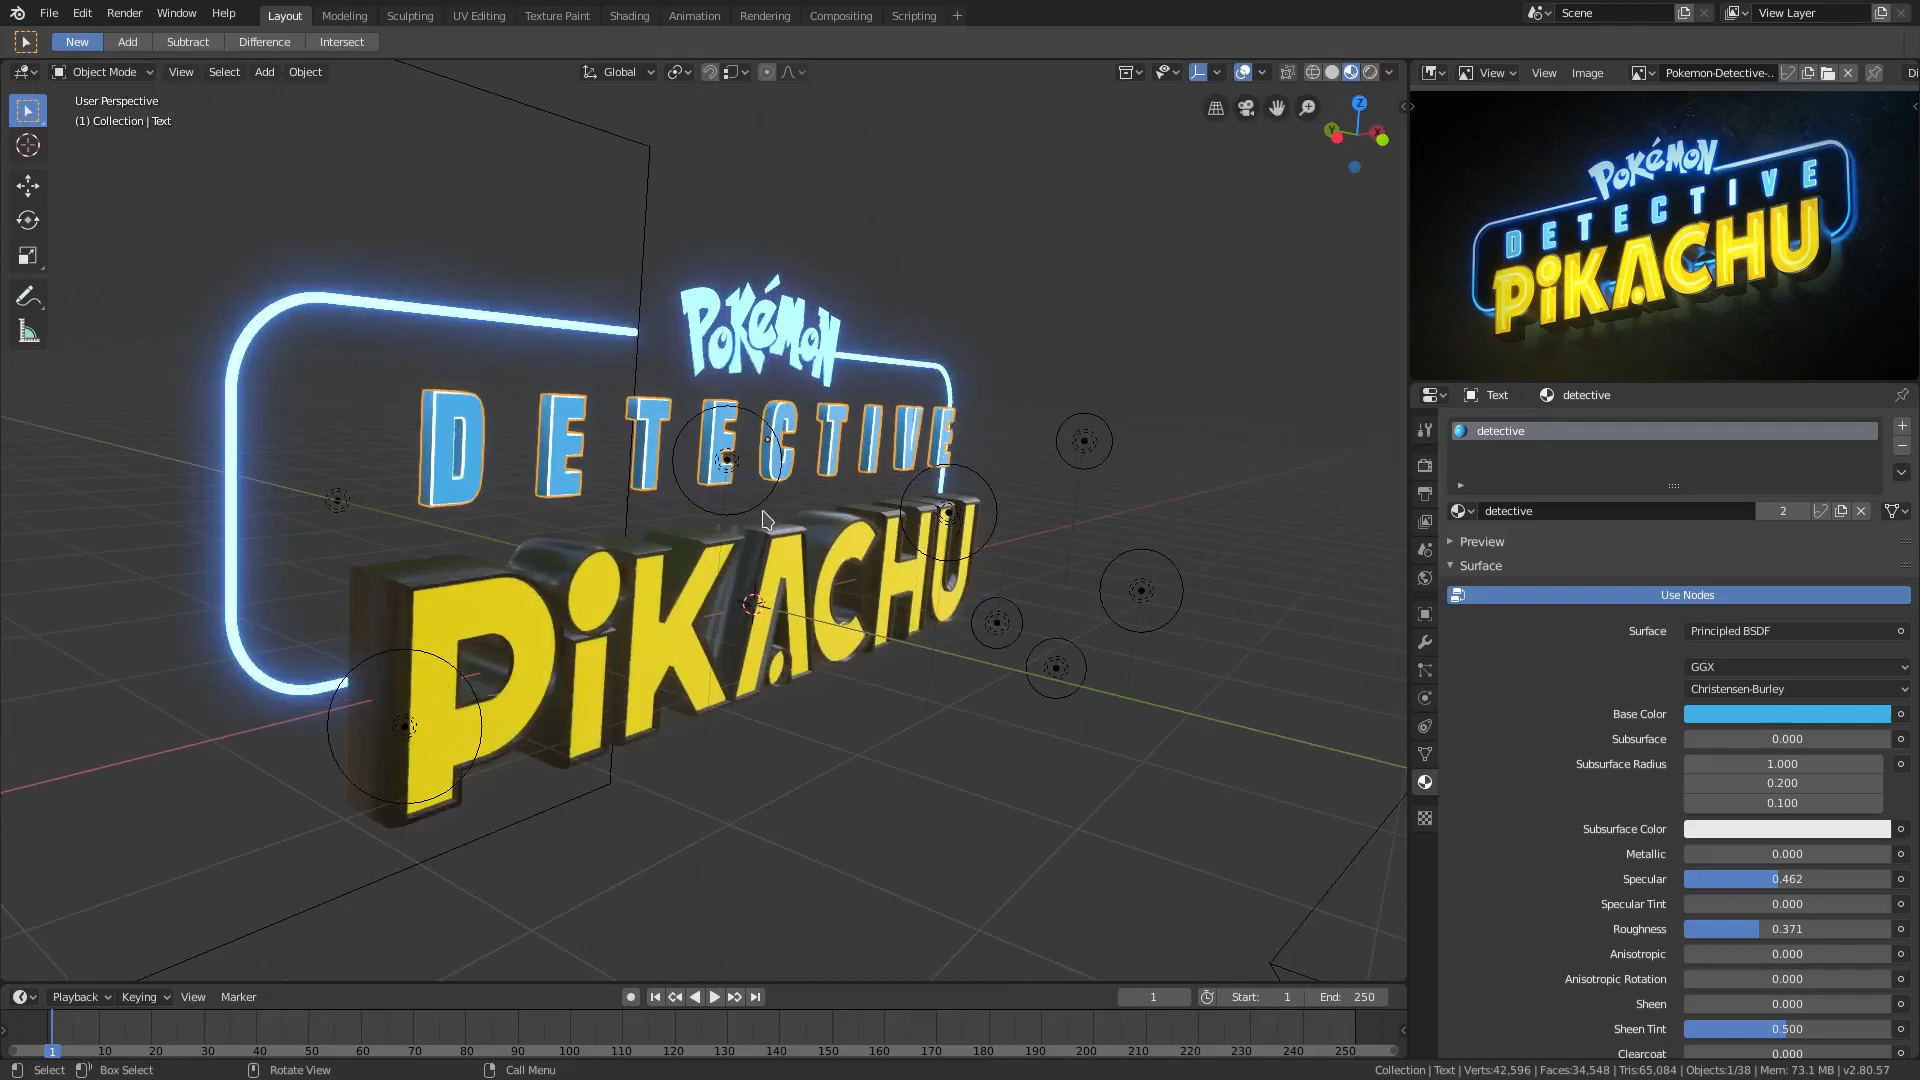 File Edit Render Window Help Layout Modeling Sculpting UV Editing Texture Paint Shading Animation Rendering Compositing Scripting + Scene View Layer
New Add Subtract Difference Intersect
Object Mode View Select Add Object Global View View Image Pokemon-Detective-.. Di
User Perspective
(1) Collection | Text
Z
Y X
Pokémon
DETECTIVE
PiKACHU
Pokémon
DETECTIVE
PiKACHU
Text detective
detective
detective 2
Preview
Surface
Use Nodes
Surface Principled BSDF
GGX
Christensen-Burley
Base Color
Subsurface 0.000
Subsurface Radius 1.000
0.200
0.100
Subsurface Color
Metallic 0.000
Specular 0.462
Specular Tint 0.000
Roughness 0.371
Anisotropic 0.000
Anisotropic Rotation 0.000
Sheen 0.000
Sheen Tint 0.500
Clearcoat 0.000
Playback Keying View Marker 1 Start: 1 End: 250
1 10 20 30 40 50 60 70 80 90 100 110 120 130 140 150 160 170 180 190 200 210 220 230 240 250
Select Box Select Rotate View Call Menu Collection | Text | Verts:42,596 | Faces:34,548 | Tris:65,084 | Objects:1/38 | Mem: 73.1 MB | v2.80.57